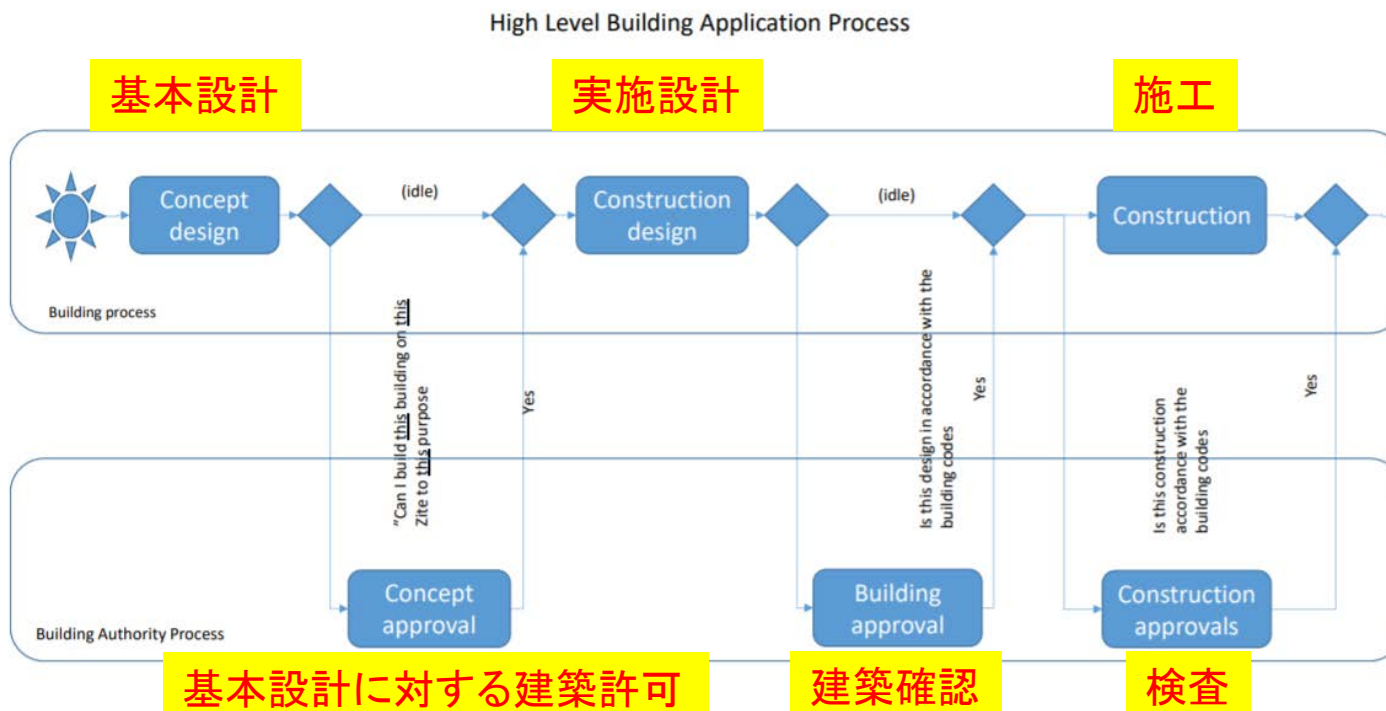 High Level Building Application Process
基本設計
実施設計
施工
Concept
design
(idle)
Construction
design
(idle)
Construction
Building process
"Can I build this building on this
Zite to this purpose
Yes
Is this design in accordance with the
building codes
Yes
Is this construction
accordance with the
building codes
Yes
Concept
approval
Building
approval
Construction
approvals
Building Authority Process
基本設計に対する建築許可
建築確認
検査